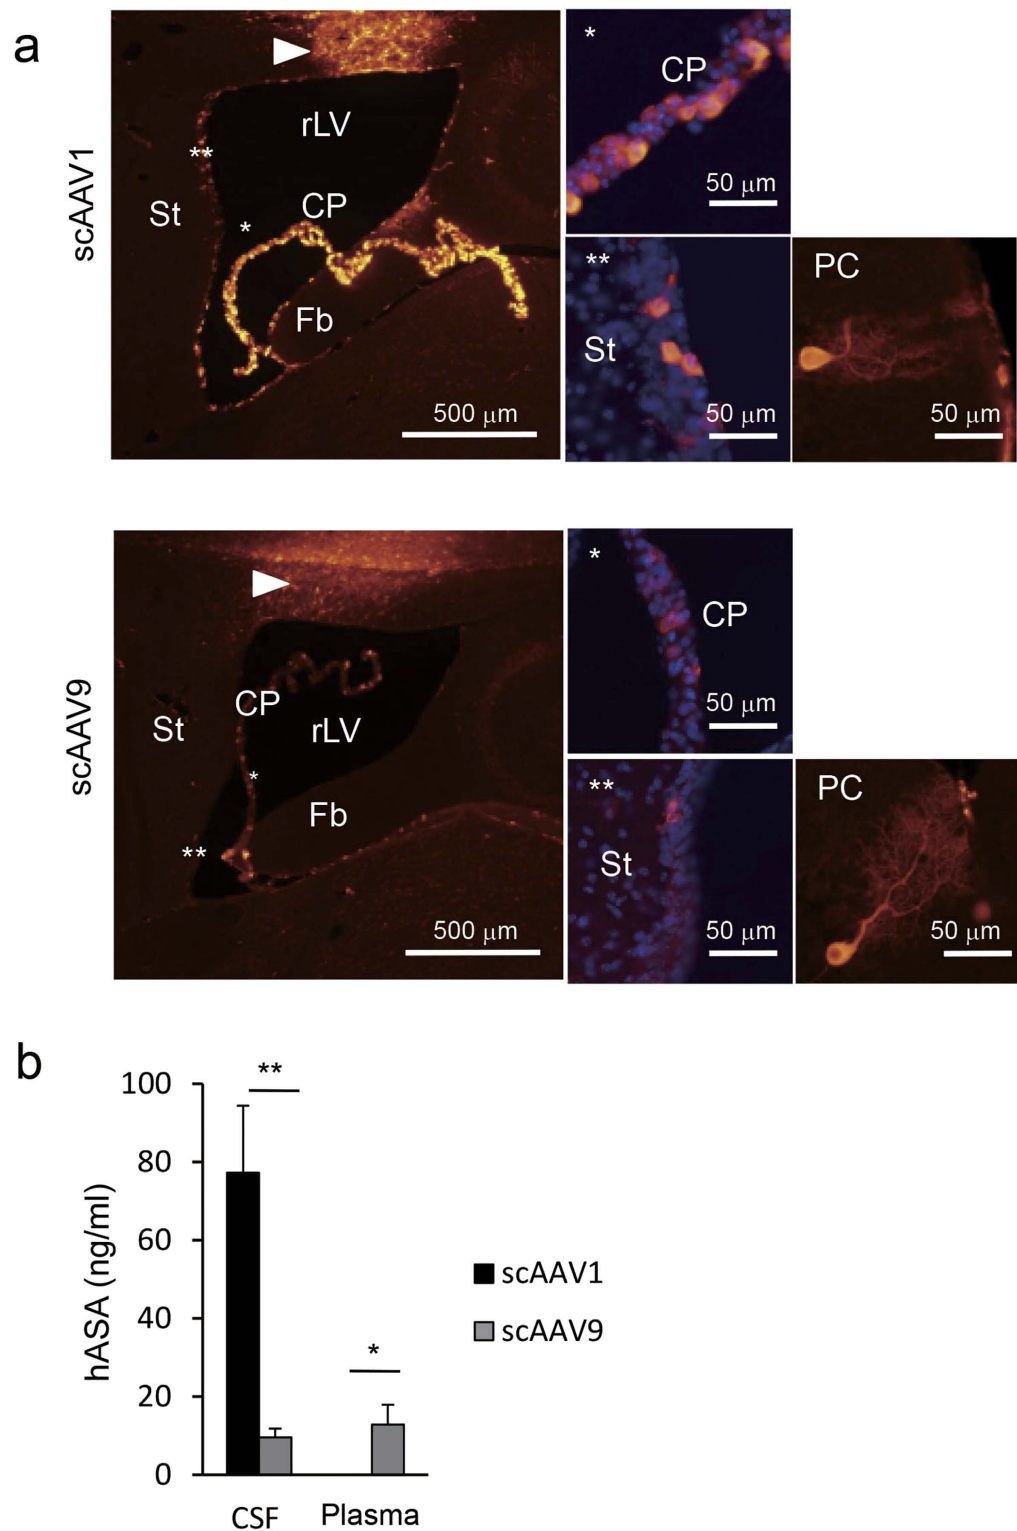 a
scAAV1
rLV
**
St
CP
*
Fb
500 μm
*
CP
50 μm
**
St
50 μm
PC
50 μm
scAAV9
CP
St
rLV
*
Fb
**
500 μm
*
CP
50 μm
**
St
50 μm
PC
50 μm
b
**
100
80
60
40
20
0
hASA (ng/ml)
*
scAAV1
scAAV9
CSF
Plasma